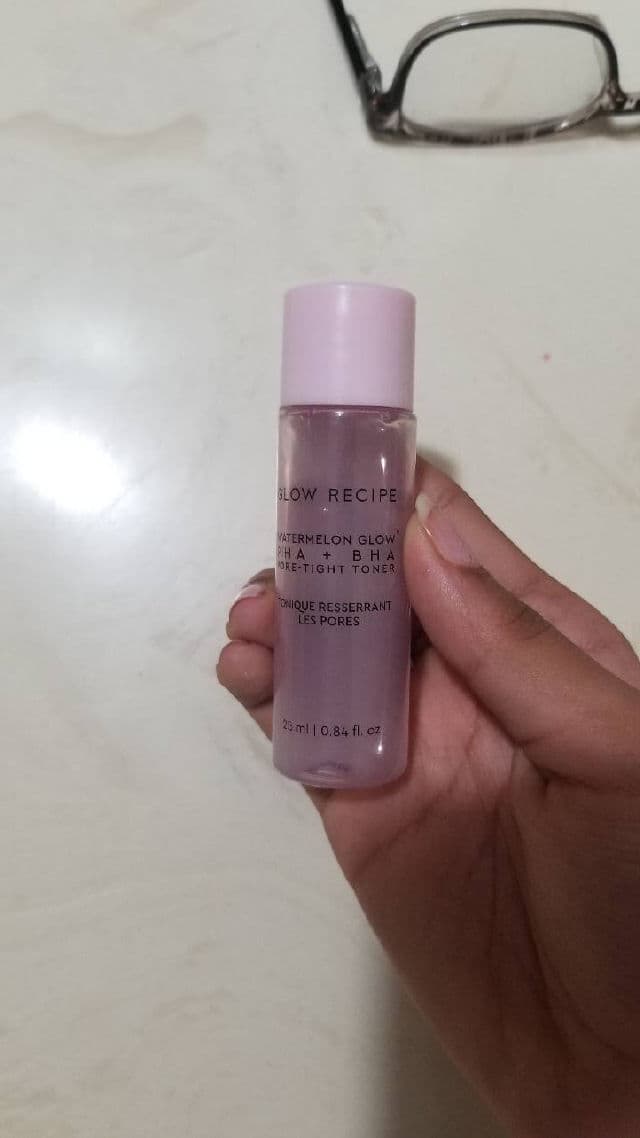 GLOW RECIPE
WATERMELON GLOW
PHA + BHA
PORE-TIGHT TONER
TONIQUE RESSERRANT
LES PORES
25 ml | 0.84 fl. oz